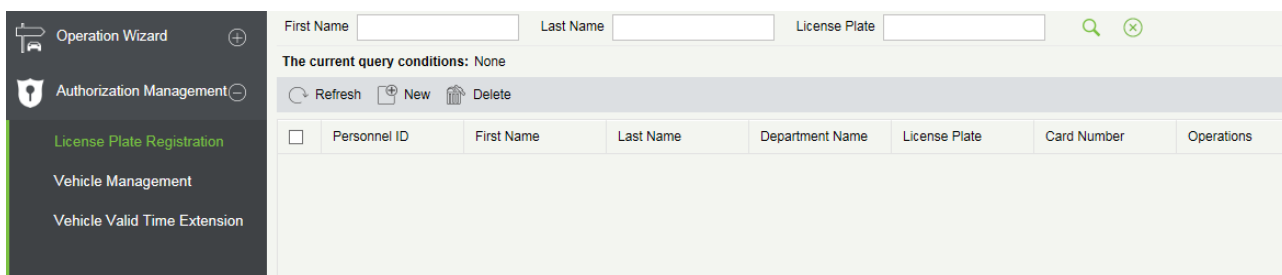 Operation Wizard
Authorization Management
License Plate Registration
Vehicle Management
Vehicle Valid Time Extension
First Name Last Name License Plate
The current query conditions: None
Refresh New Delete
Personnel ID First Name Last Name Department Name License Plate Card Number Operations